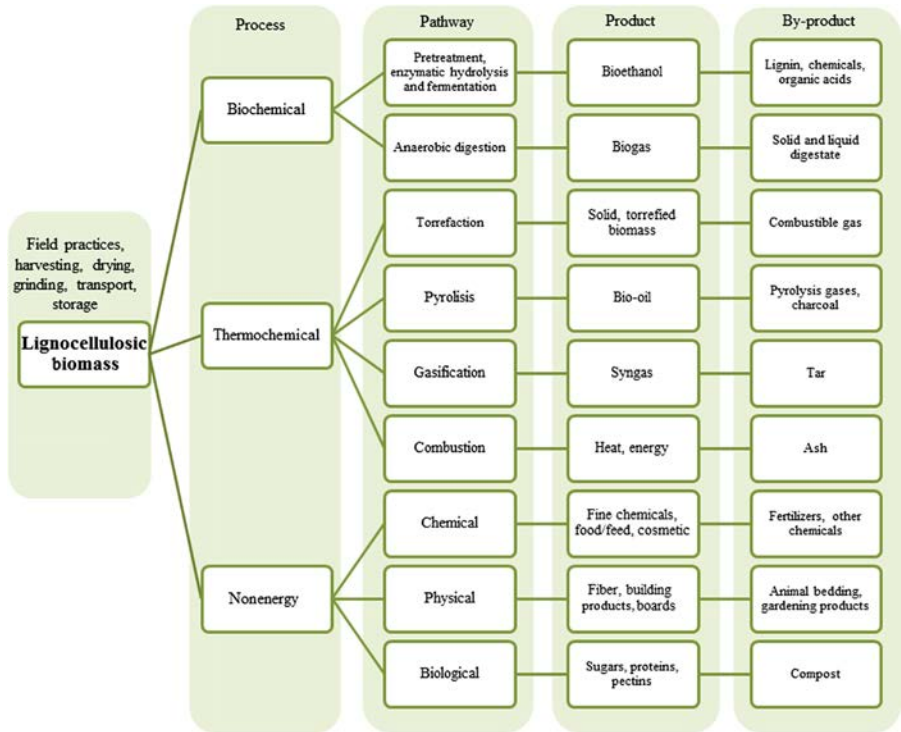 Process
Pathway
Product
By-product
Field practices,
harvesting, drying,
grinding, transport,
storage
Lignocellulosic
biomass
Biochemical
Pretreatment,
enzymatic hydrolysis
and fermentation
Bioethanol
Lignin, chemicals,
organic acids
Anaerobic digestion
Biogas
Solid and liquid
digestate
Thermochemical
Torrefaction
Solid, torrefied
biomass
Combustible gas
Pyrolisis
Bio-oil
Pyrolysis gases,
charcoal
Gasification
Syngas
Tar
Combustion
Heat, energy
Ash
Nonenergy
Chemical
Fine chemicals,
food/feed, cosmetic
Fertilizers, other
chemicals
Physical
Fiber, building
products, boards
Animal bedding,
gardening products
Biological
Sugars, proteins,
pectins
Compost